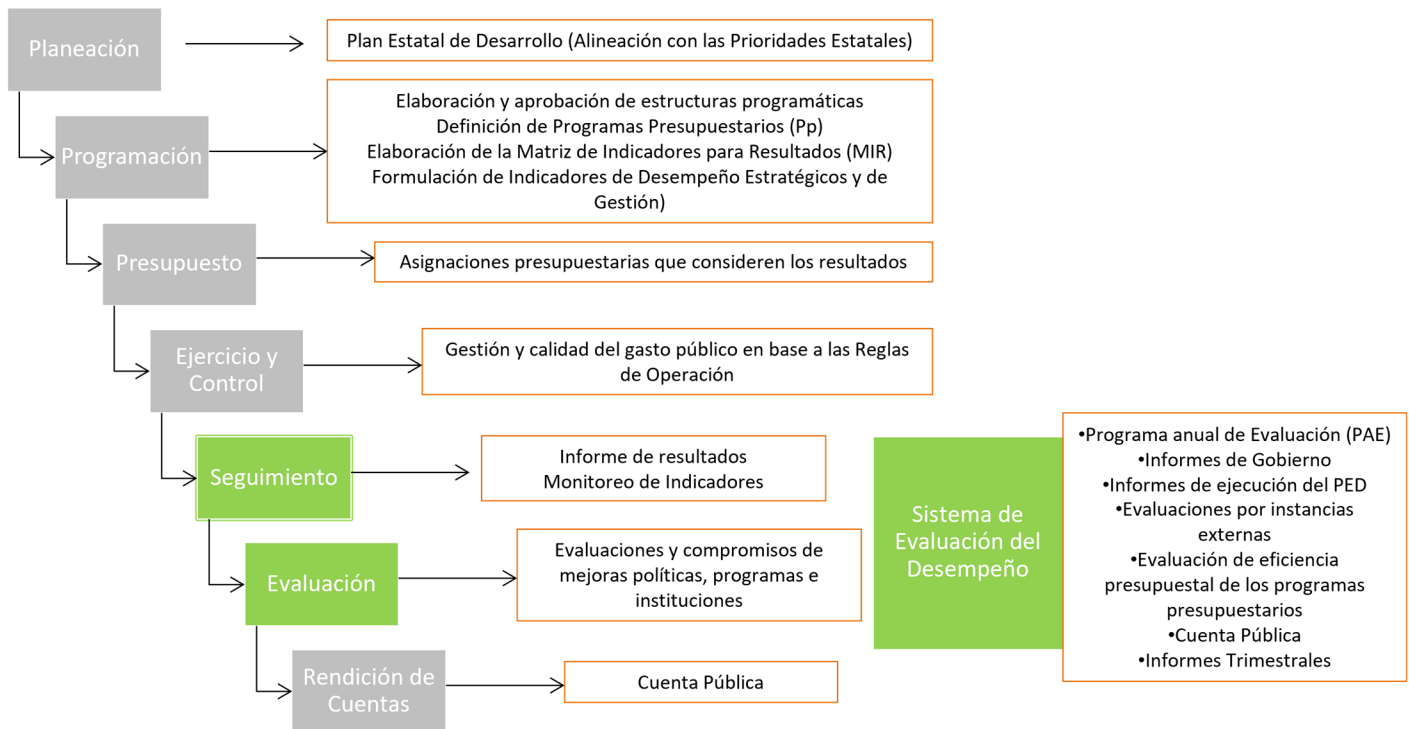 Planeación
Plan Estatal de Desarrollo (Alineación con las Prioridades Estatales)
Programación
Elaboración y aprobación de estructuras programáticas
Definición de Programas Presupuestarios (Pp)
Elaboración de la Matriz de Indicadores para Resultados (MIR)
Formulación de Indicadores de Desempeño Estratégicos y de
Gestión)
Presupuesto
Asignaciones presupuestarias que consideren los resultados
Ejercicio y
Control
Gestión y calidad del gasto público en base a las Reglas
de Operación
Seguimiento
Informe de resultados
Monitoreo de Indicadores
Evaluación
Evaluaciones y compromisos de
mejoras políticas, programas e
instituciones
Rendición de
Cuentas
Cuenta Pública
Sistema de
Evaluación del
Desempeño
•Programa anual de Evaluación (PAE)
•Informes de Gobierno
•Informes de ejecución del PED
•Evaluaciones por instancias
externas
•Evaluación de eficiencia
presupuestal de los programas
presupuestarios
•Cuenta Pública
•Informes Trimestrales